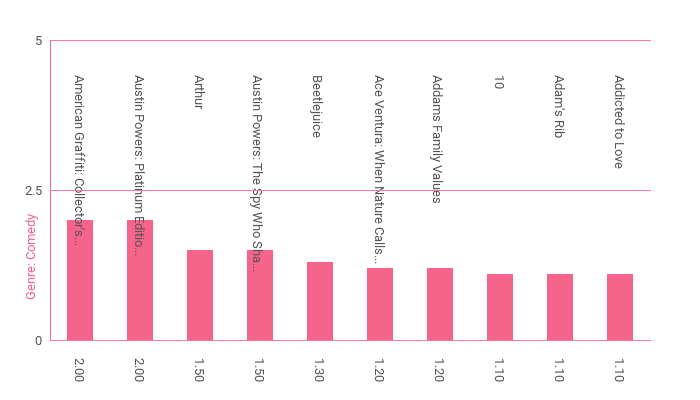 5
2.5
0
Genre: Comedy
American Graffiti: Collector's...
Austin Powers: Platinum Editio...
Arthur
Austin Powers: The Spy Who Sha...
Beetlejuice
Ace Ventura: When Nature Calls...
Addams Family Values
10
Adam's Rib
Addicted to Love
2.00
2.00
1.50
1.50
1.30
1.20
1.20
1.10
1.10
1.10